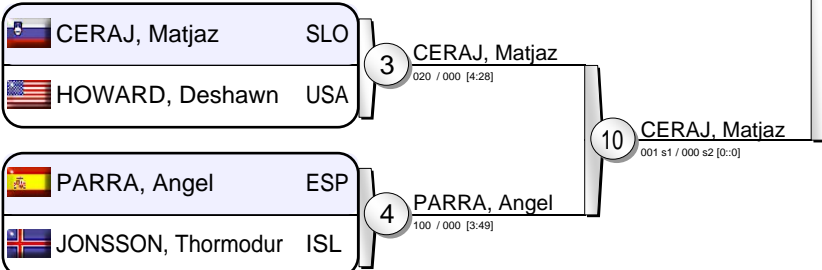 CERAJ, Matjaz SLO
HOWARD, Deshawn USA
3
CERAJ, Matjaz
020 / 000 [4:28]
PARRA, Angel ESP
JONSSON, Thormodur ISL
4
PARRA, Angel
100 / 000 [3:49]
10
CERAJ, Matjaz
001 s1 / 000 s2 [0::0]